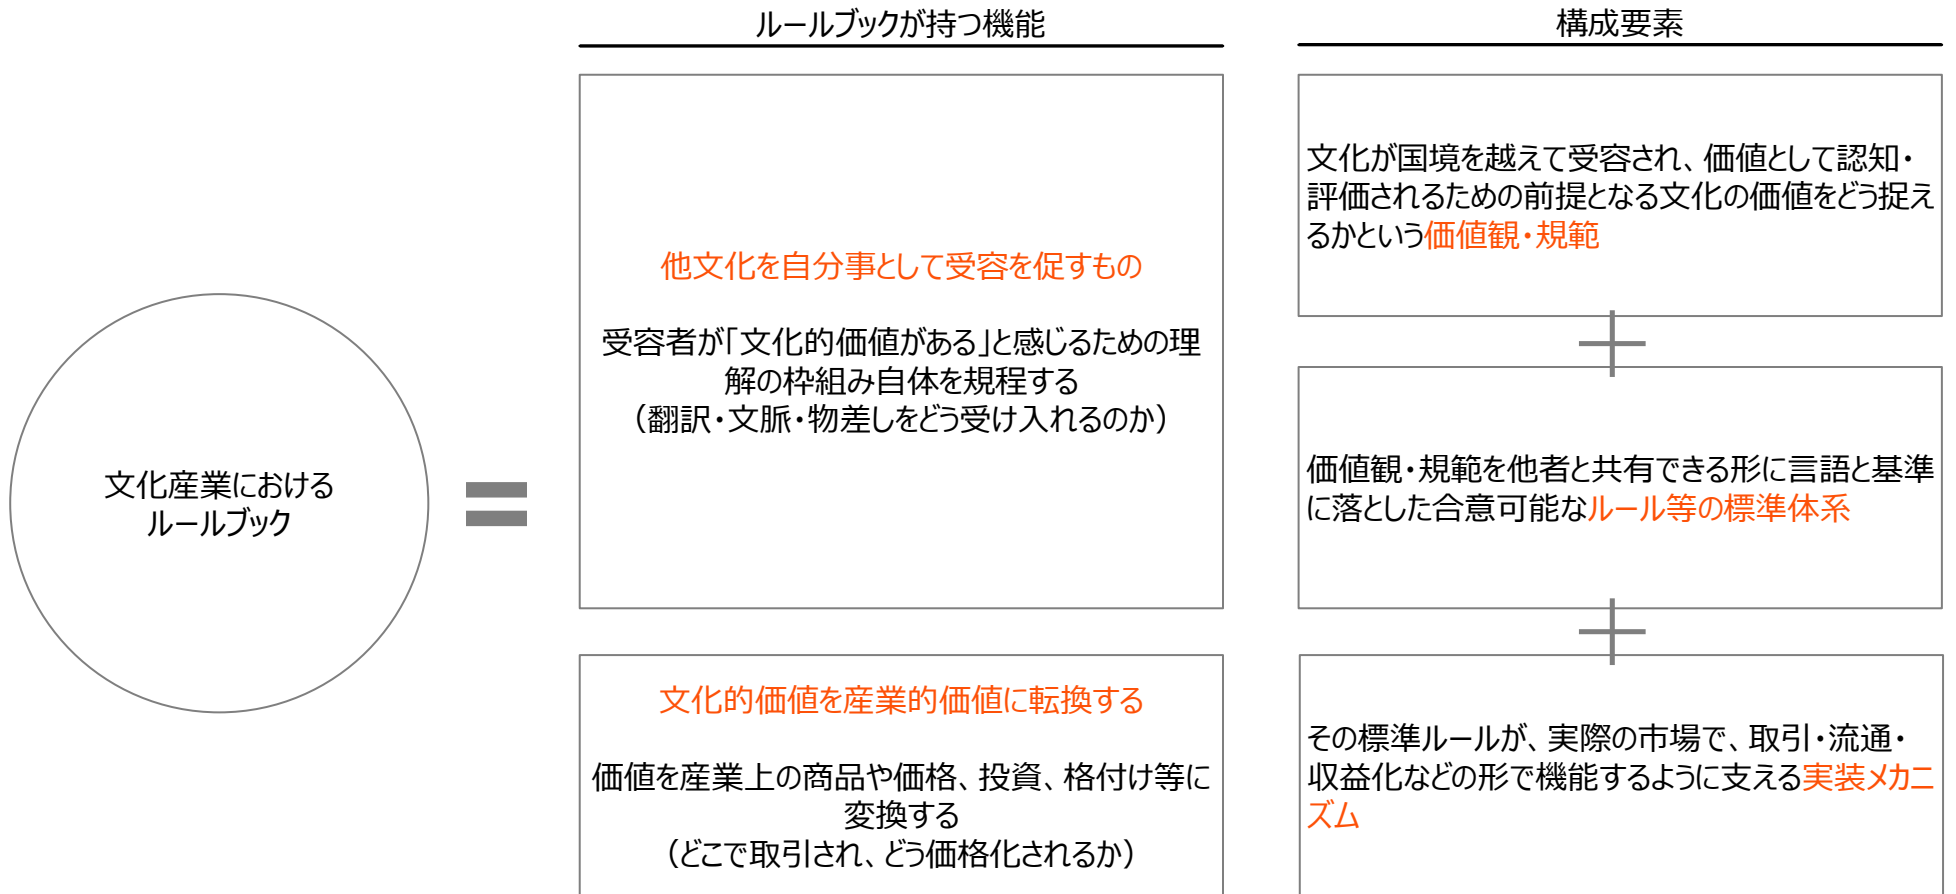 ルールブックが持つ機能
構成要素
文化産業における
ルールブック
他文化を自分事として受容を促すもの
受容者が「文化的価値がある」と感じるための理
解の枠組み自体を規程する
（翻訳・文脈・物差しをどう受け入れるのか）
文化的価値を産業的価値に転換する
価値を産業上の商品や価格、投資、格付け等に
変換する
（どこで取引され、どう価格化されるか）
文化が国境を越えて受容され、価値として認知・
評価されるための前提となる文化の価値をどう捉え
るかという価値観・規範
価値観・規範を他者と共有できる形に言語と基準
に落とした合意可能なルール等の標準体系
その標準ルールが、実際の市場で、取引・流通・
収益化などの形で機能するように支える実装メカニ
ズム